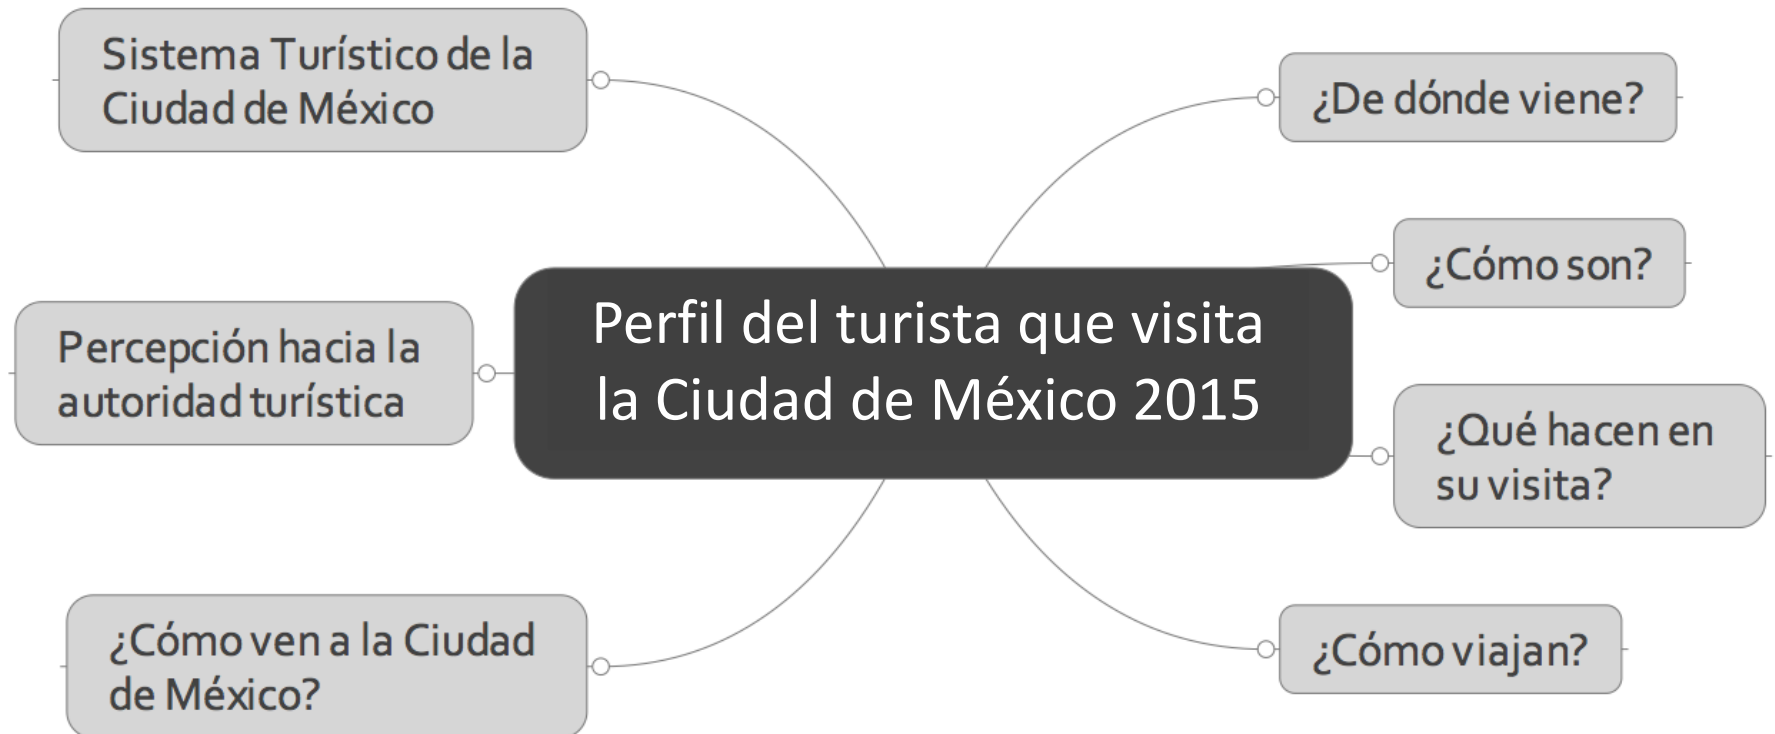 Sistema Turístico de la
Ciudad de México
¿De dónde viene?
¿Cómo son?
Perfil del turista que visita
la Ciudad de México 2015
Percepción hacia la
autoridad turística
¿Qué hacen en
su visita?
¿Cómo ven a la Ciudad
de México?
¿Cómo viajan?